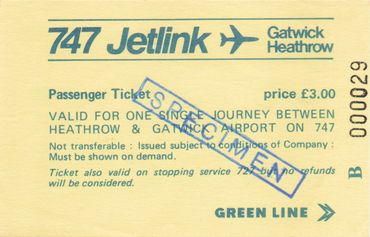 747 Jetlink Gatwick
Heathrow
Passenger Ticket price £3.00
VALID FOR ONE SINGLE JOURNEY BETWEEN
HEATHROW & GATWICK AIRPORT ON 747
Not transferable : Issued subject to conditions of Company :
Must be shown on demand.
Ticket also valid on stopping service 727 but no refunds
will be considered.
GREEN LINE
SPECIMEN
B 000029